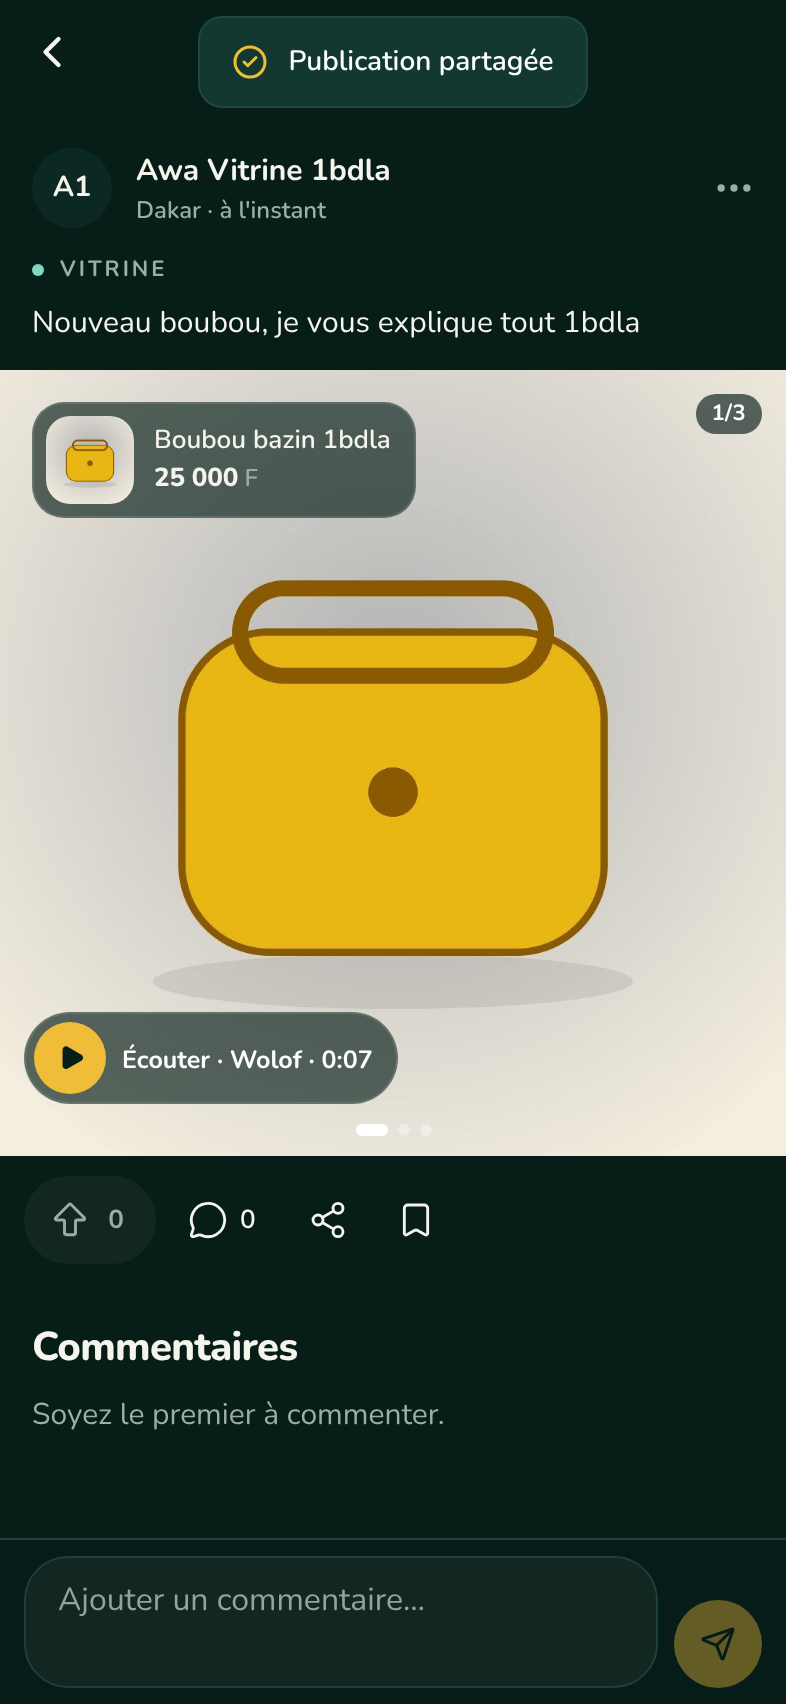 Publication partagée
A1
Awa Vitrine 1bdla
Dakar · à l'instant
VITRINE
Nouveau boubou, je vous explique tout 1bdla
1/3
Boubou bazin 1bdla
25 000 F
Écouter · Wolof · 0:07
0
0
Commentaires
Soyez le premier à commenter.
Ajouter un commentaire...